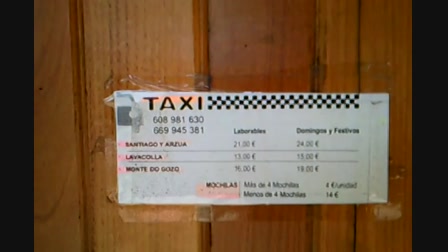 TAXI
608 981 630
669 945 381
Laborables Domingos y Festivos
SANTIAGO Y ARZUA 21,00 € 24,00 €
LAVACOLLA 13,00 € 15,00 €
MONTE DO GOZO 16,00 € 19,00 €
MOCHILAS Más de 4 Mochilas 4 €/unidad
Menos de 4 Mochilas 14 €